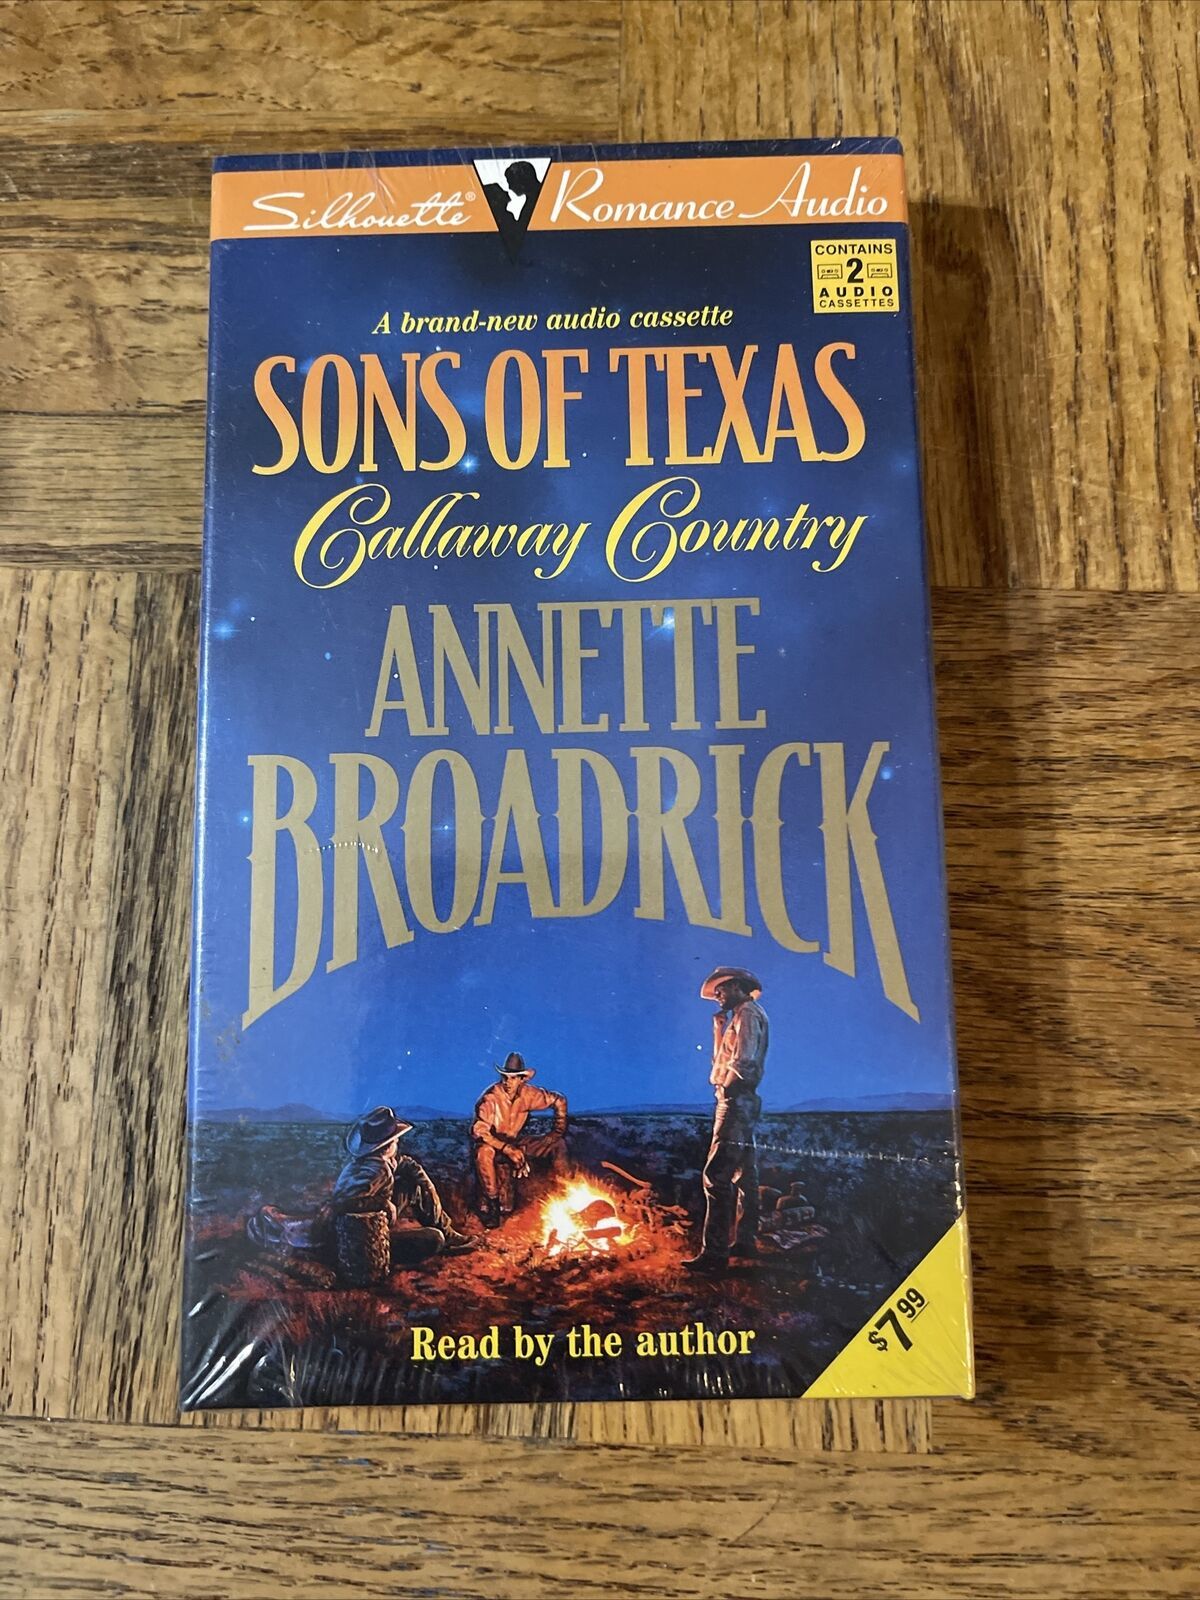 Silhouette® Romance Audio
CONTAINS
2
AUDIO
CASSETTES
A brand-new audio cassette
SONS OF TEXAS
Callaway Country
ANNETTE
BROADRICK
Read by the author
$7.99